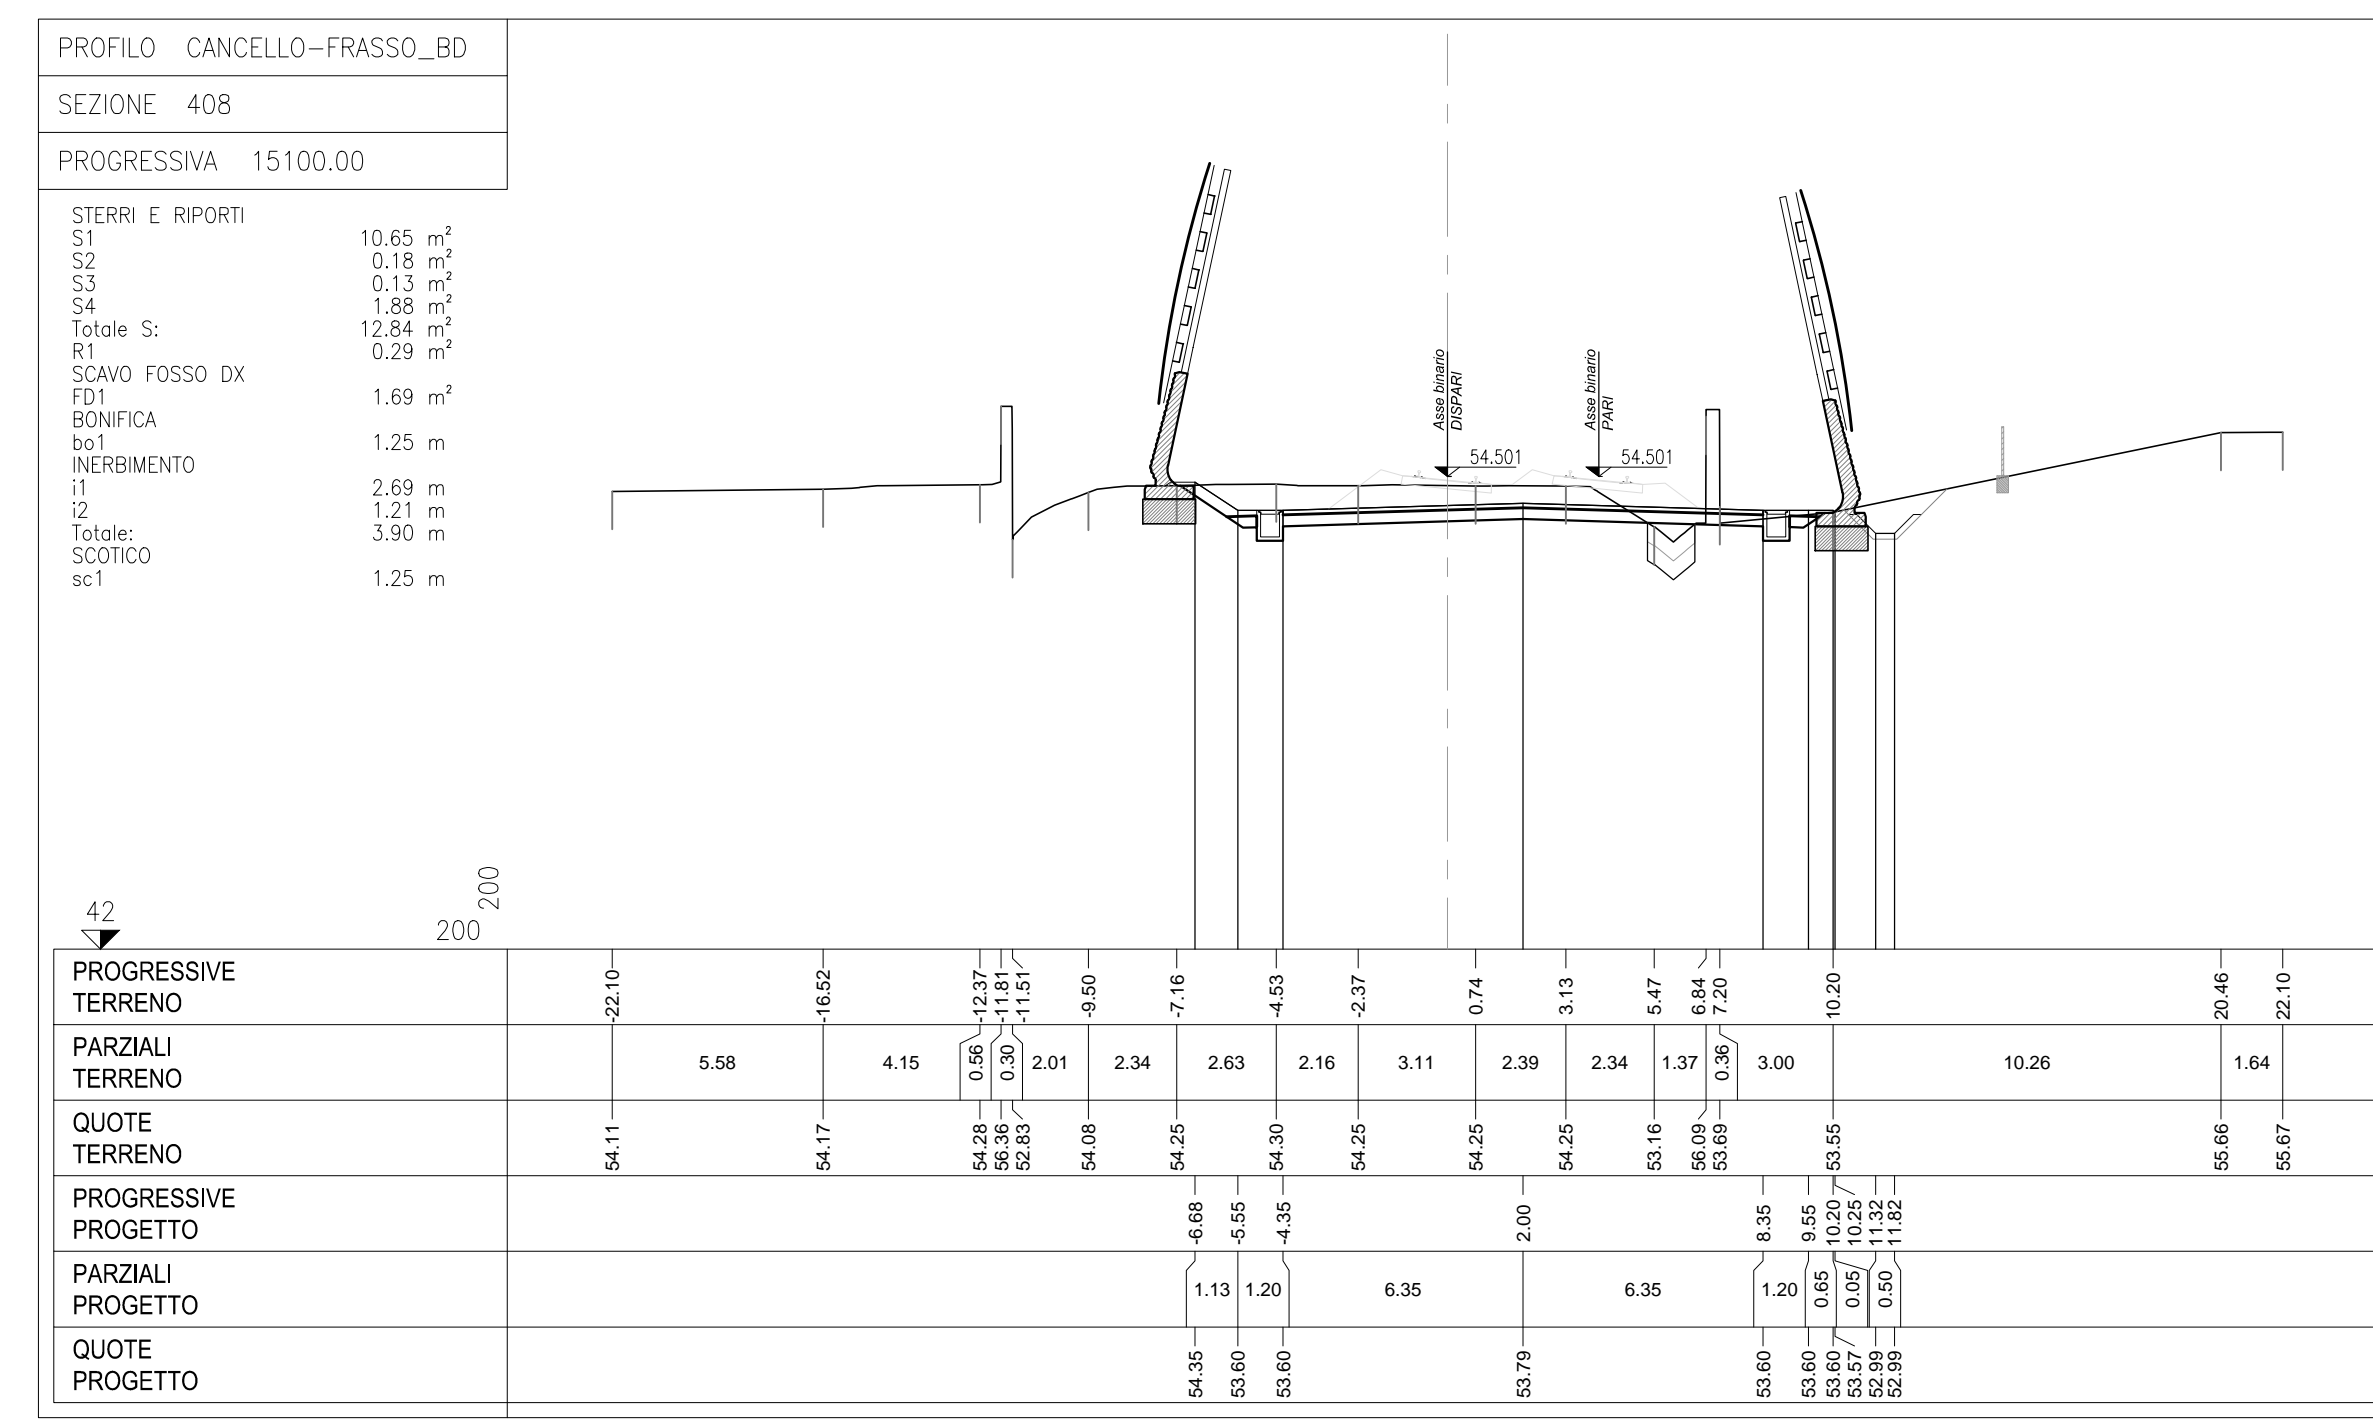 PROFILO CANCELLO-FRASSO_BD
SEZIONE 408
PROGRESSIVA 15100.00
STERRI E RIPORTI
S1 10.65 m²
S2 0.18 m²
S3 0.13 m²
S4 1.88 m²
Totale S: 12.84 m²
R1 0.29 m²
SCAVO FOSSO DX
FD1 1.69 m²
BONIFICA
bo1 1.25 m
INERBIMENTO
i1 2.69 m
i2 1.21 m
Totale: 3.90 m
SCOTICO
sc1 1.25 m
Asse binario
DISPARI
54.501
Asse binario
PARI
54.501
42
200
200
PROGRESSIVE
TERRENO
-22.10 -16.52 -12.37 -11.81 -11.51 -9.50 -7.16 -4.53 -2.37 0.74 3.13 5.47 6.84 7.20 10.20 20.46 22.10
PARZIALI
TERRENO
5.58 4.15 0.56 0.30 2.01 2.34 2.63 2.16 3.11 2.39 2.34 1.37 0.36 3.00 10.26 1.64
QUOTE
TERRENO
54.11 54.17 54.28 56.36 52.83 54.08 54.25 54.30 54.25 54.25 54.25 53.16 56.09 53.69 53.55 55.66 55.67
PROGRESSIVE
PROGETTO
-6.68 -5.55 -4.35 2.00 8.35 9.55 10.20 10.25 11.32 11.82
PARZIALI
PROGETTO
1.13 1.20 6.35 6.35 1.20 0.65 0.05 0.50
QUOTE
PROGETTO
54.35 53.60 53.60 53.79 53.60 53.60 53.60 53.57 52.99 52.99